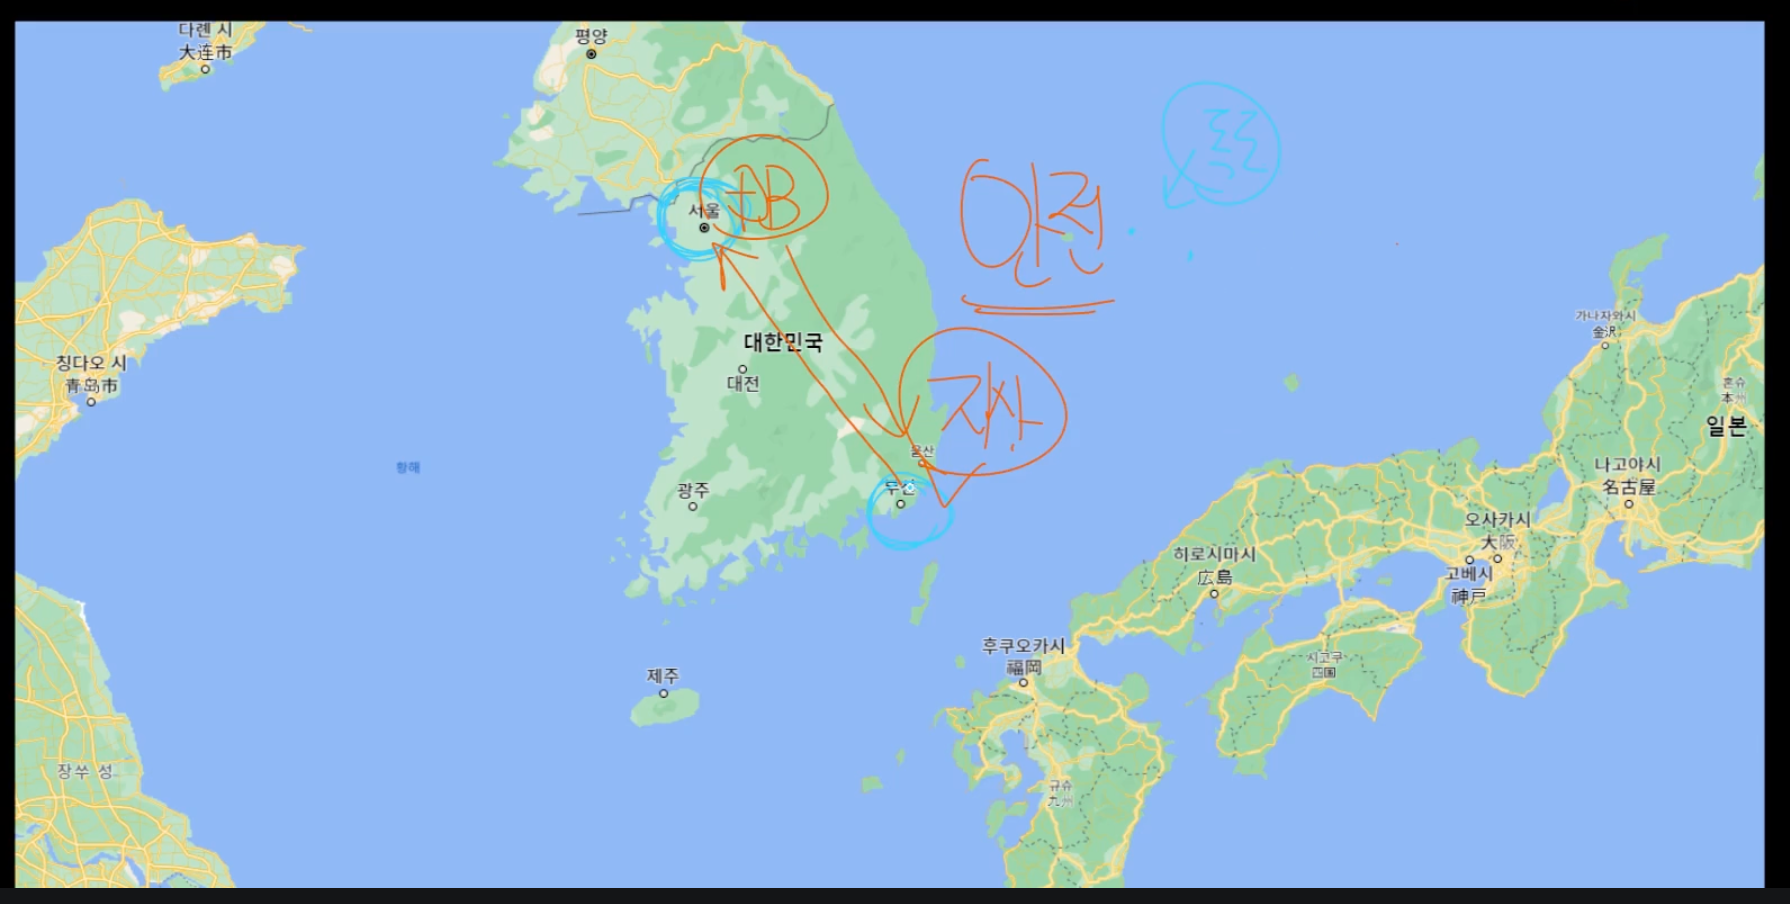 다롄 시
大连市
평양
서울
안전
대한민국
대전
가나자와시
金沢
혼슈
本州
일본
칭다오 시
青岛市
황해
울산
부산
광주
나고야시
名古屋
오사카시
大阪
고베시
神戸
히로시마시
広島
후쿠오카시
福岡
시고쿠
四国
제주
장쑤 성
규슈
九州